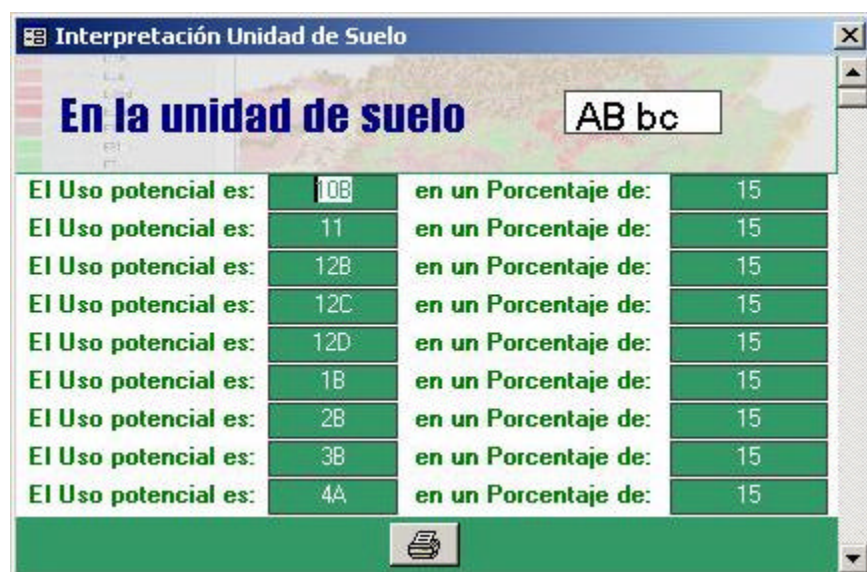 Interpretación Unidad de Suelo
En la unidad de suelo AB bc
El Uso potencial es: 10B en un Porcentaje de: 15
El Uso potencial es: 11 en un Porcentaje de: 15
El Uso potencial es: 12B en un Porcentaje de: 15
El Uso potencial es: 12C en un Porcentaje de: 15
El Uso potencial es: 12D en un Porcentaje de: 15
El Uso potencial es: 1B en un Porcentaje de: 15
El Uso potencial es: 2B en un Porcentaje de: 15
El Uso potencial es: 3B en un Porcentaje de: 15
El Uso potencial es: 4A en un Porcentaje de: 15